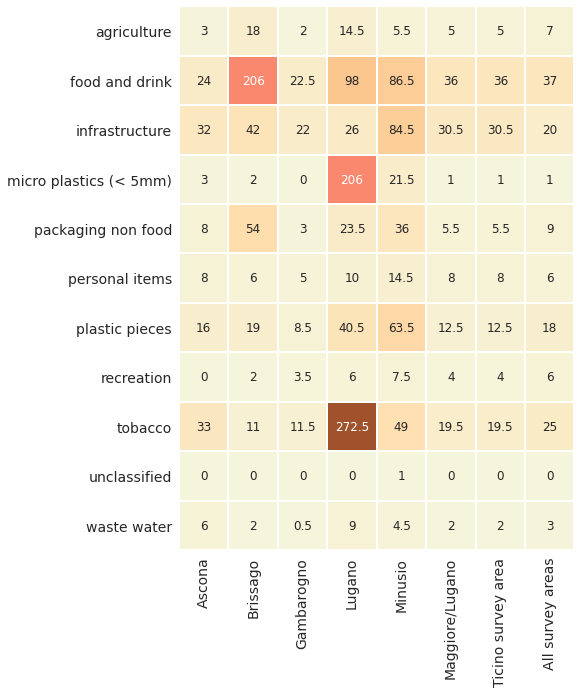 agriculture 3 18 2 14.5 5.5 5 5 7
food and drink 24 206 22.5 98 86.5 36 36 37
infrastructure 32 42 22 26 84.5 30.5 30.5 20
micro plastics (< 5mm) 3 2 0 206 21.5 1 1 1
packaging non food 8 54 3 23.5 36 5.5 5.5 9
personal items 8 6 5 10 14.5 8 8 6
plastic pieces 16 19 8.5 40.5 63.5 12.5 12.5 18
recreation 0 2 3.5 6 7.5 4 4 6
tobacco 33 11 11.5 272.5 49 19.5 19.5 25
unclassified 0 0 0 0 1 0 0 0
waste water 6 2 0.5 9 4.5 2 2 3
Ascona
Brissago
Gambarogno
Lugano
Minusio
Maggiore/Lugano
Ticino survey area
All survey areas